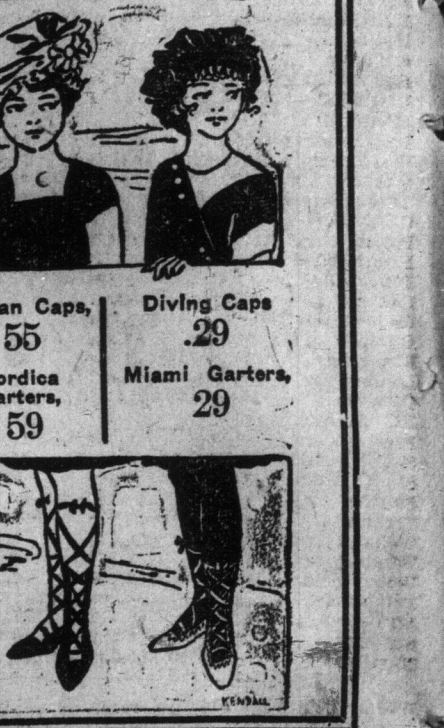 an Caps,
55
ordica
arters,
59
Diving Caps
.29
Miami Garters,
29
KENDALL